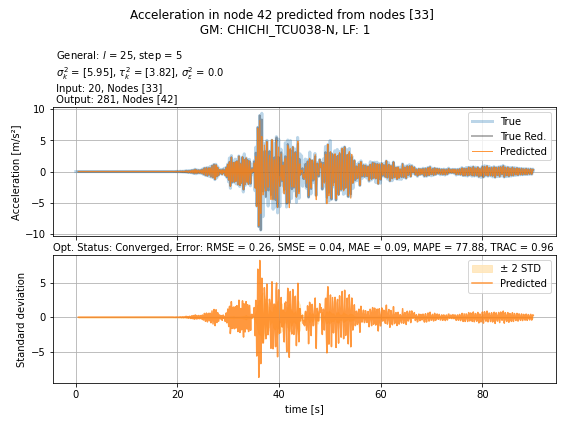 Acceleration in node 42 predicted from nodes [33]
GM: CHICHI_TCU038-N, LF: 1
General: l = 25, step = 5
σ²ₖ = [5.95], τ²ₖ = [3.82], σ²ε = 0.0
Input: 20, Nodes [33]
Output: 281, Nodes [42]
Acceleration [m/s²]
10
5
0
−5
−10
True
True Red.
Predicted
Opt. Status: Converged, Error: RMSE = 0.26, SMSE = 0.04, MAE = 0.09, MAPE = 77.88, TRAC = 0.96
Standard deviation
5
0
−5
± 2 STD
Predicted
0 20 40 60 80
time [s]